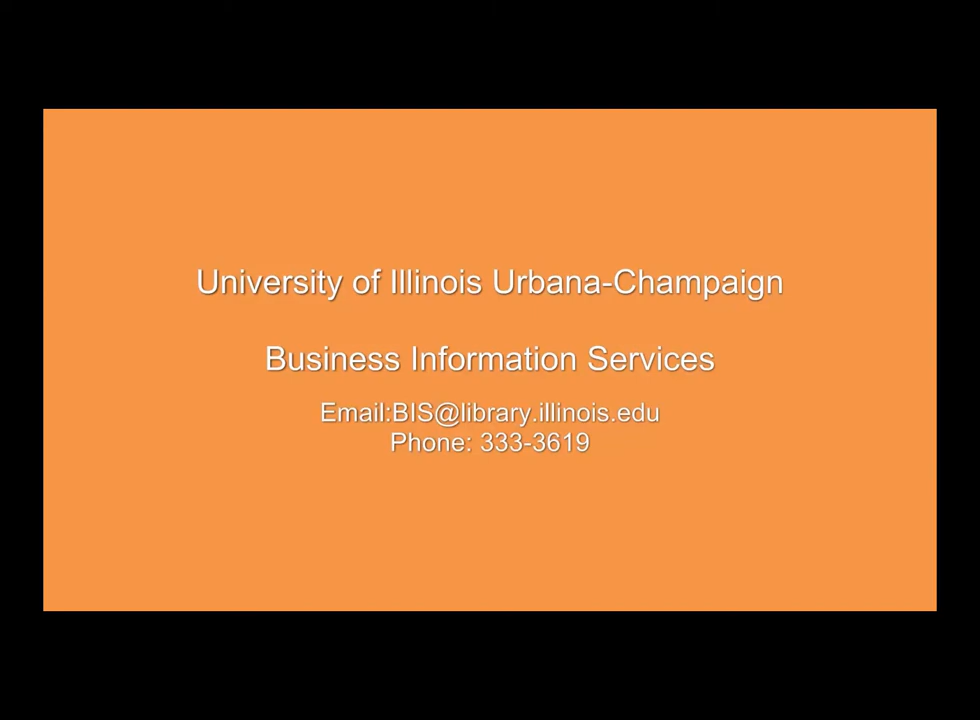 University of Illinois Urbana-Champaign
Business Information Services
Email:BIS@library.illinois.edu
Phone: 333-3619